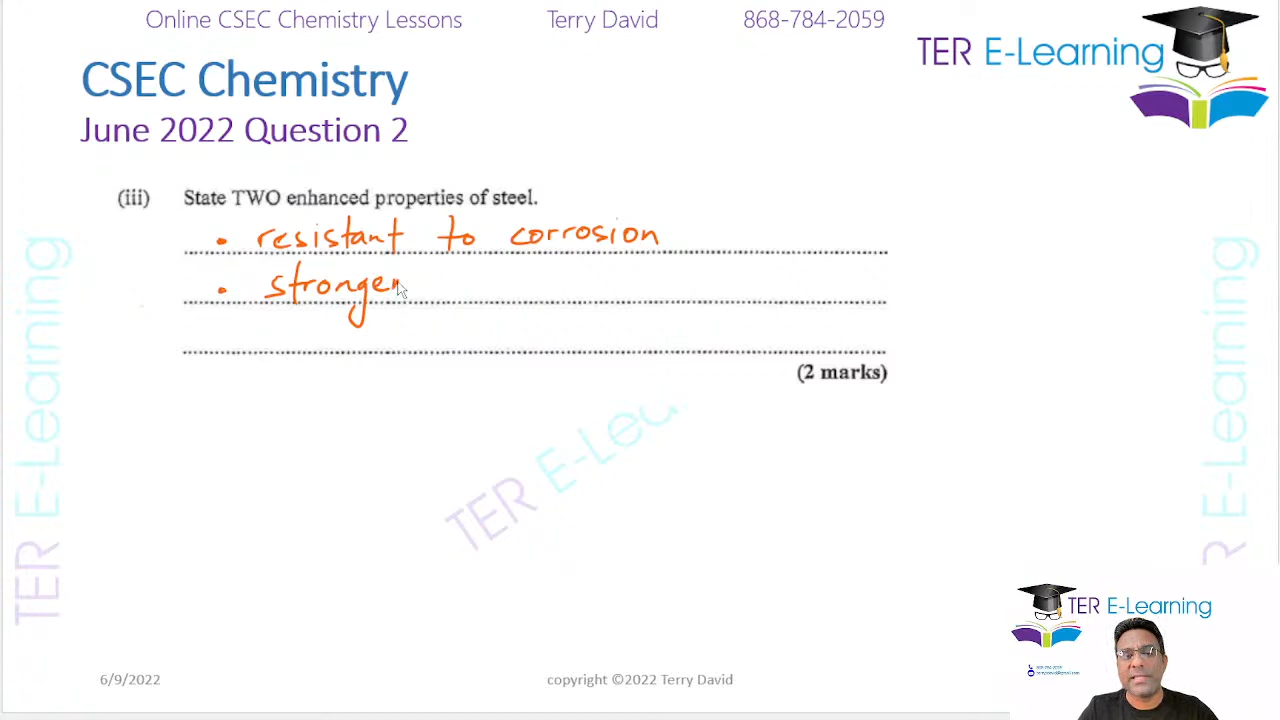 Online CSEC Chemistry Lessons Terry David 868-784-2059
TER E-Learning
CSEC Chemistry
June 2022 Question 2
(iii) State TWO enhanced properties of steel.
• resistant to corrosion
• stronger
(2 marks)
TER E-Learning
TER E-Learning
TER E-Learning
TER E-Learning
6/9/2022
copyright ©2022 Terry David